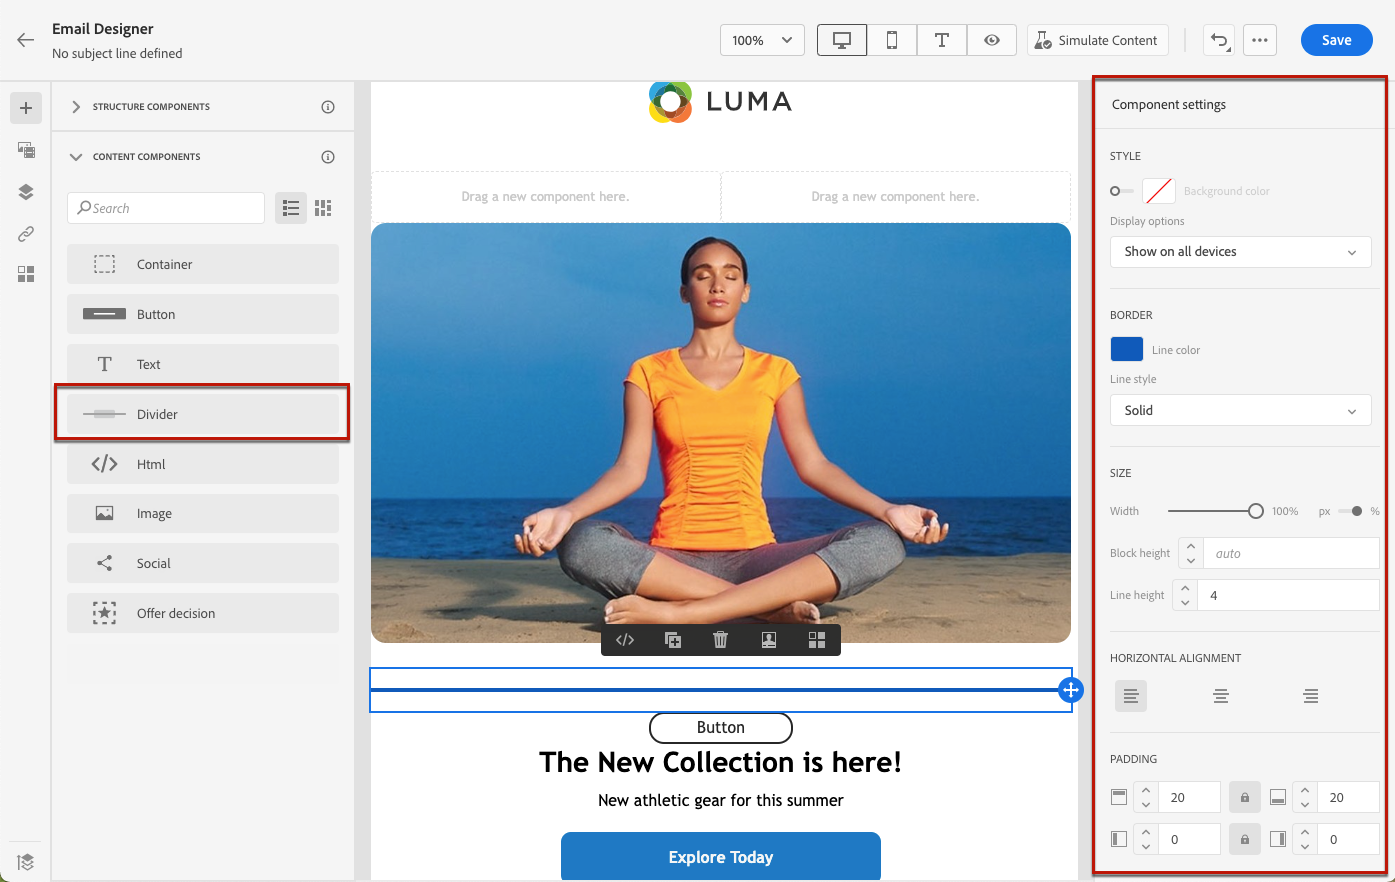 Email Designer
No subject line defined
100%
Simulate Content
Save
STRUCTURE COMPONENTS
CONTENT COMPONENTS
Search
Container
Button
Text
Divider
Html
Image
Social
Offer decision
LUMA
Drag a new component here.
Drag a new component here.
Button
The New Collection is here!
New athletic gear for this summer
Explore Today
Component settings
STYLE
Background color
Display options
Show on all devices
BORDER
Line color
Line style
Solid
SIZE
Width
100%
px
%
Block height
auto
Line height
4
HORIZONTAL ALIGNMENT
PADDING
20
20
0
0